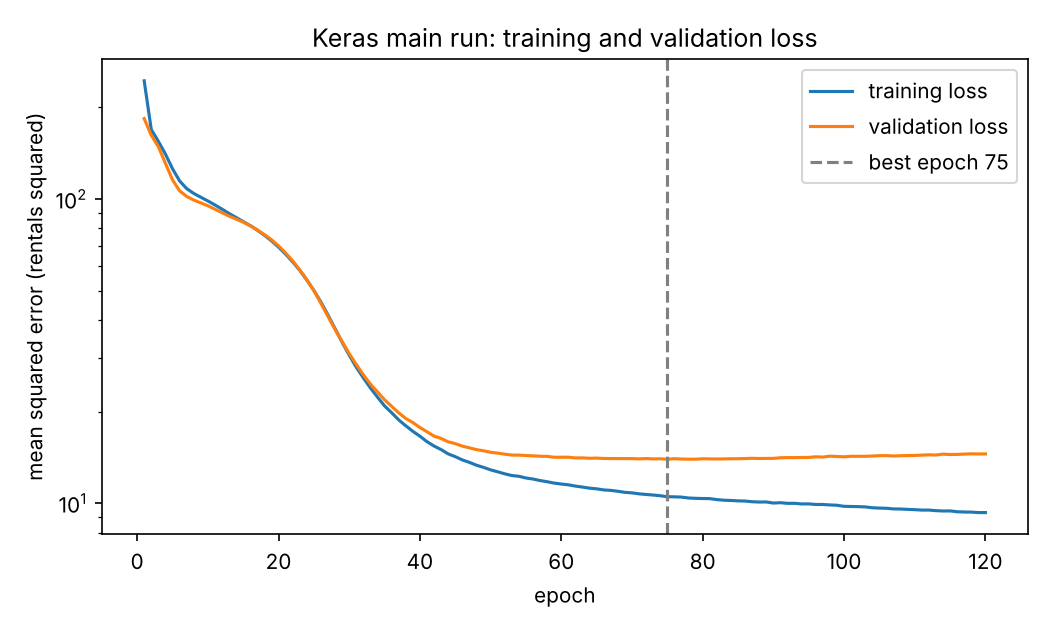 Keras main run: training and validation loss
mean squared error (rentals squared)
10²
10¹
training loss
validation loss
best epoch 75
0 20 40 60 80 100 120
epoch